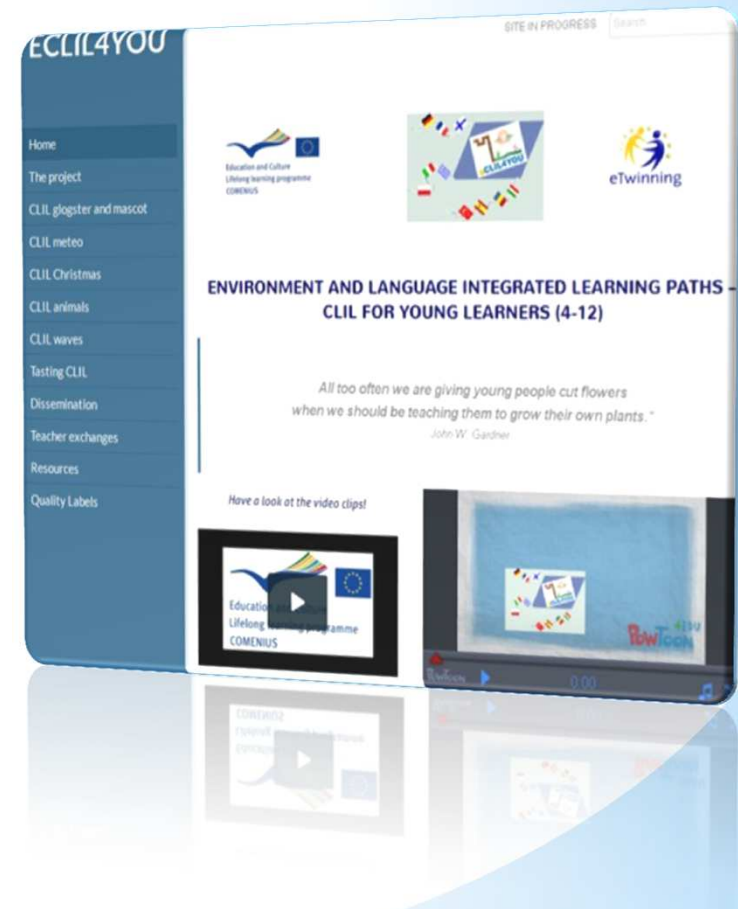 ECLIL4YOU
SITE IN PROGRESS
Search
Home
The project
CLIL glogster and mascot
CLIL meteo
CLIL Christmas
CLIL animals
CLIL waves
Tasting CLIL
Dissemination
Teacher exchanges
Resources
Quality Labels
Education and Culture
Lifelong learning programme
COMENIUS
ECLIL4YOU
eTwinning
ENVIRONMENT AND LANGUAGE INTEGRATED LEARNING PATHS –
CLIL FOR YOUNG LEARNERS (4-12)
All too often we are giving young people cut flowers
when we should be teaching them to grow their own plants."
John W. Gardner
Have a look at the video clips!
Education and Culture
Lifelong learning programme
COMENIUS
POWTOON
4EDU
POWTOON
0:00